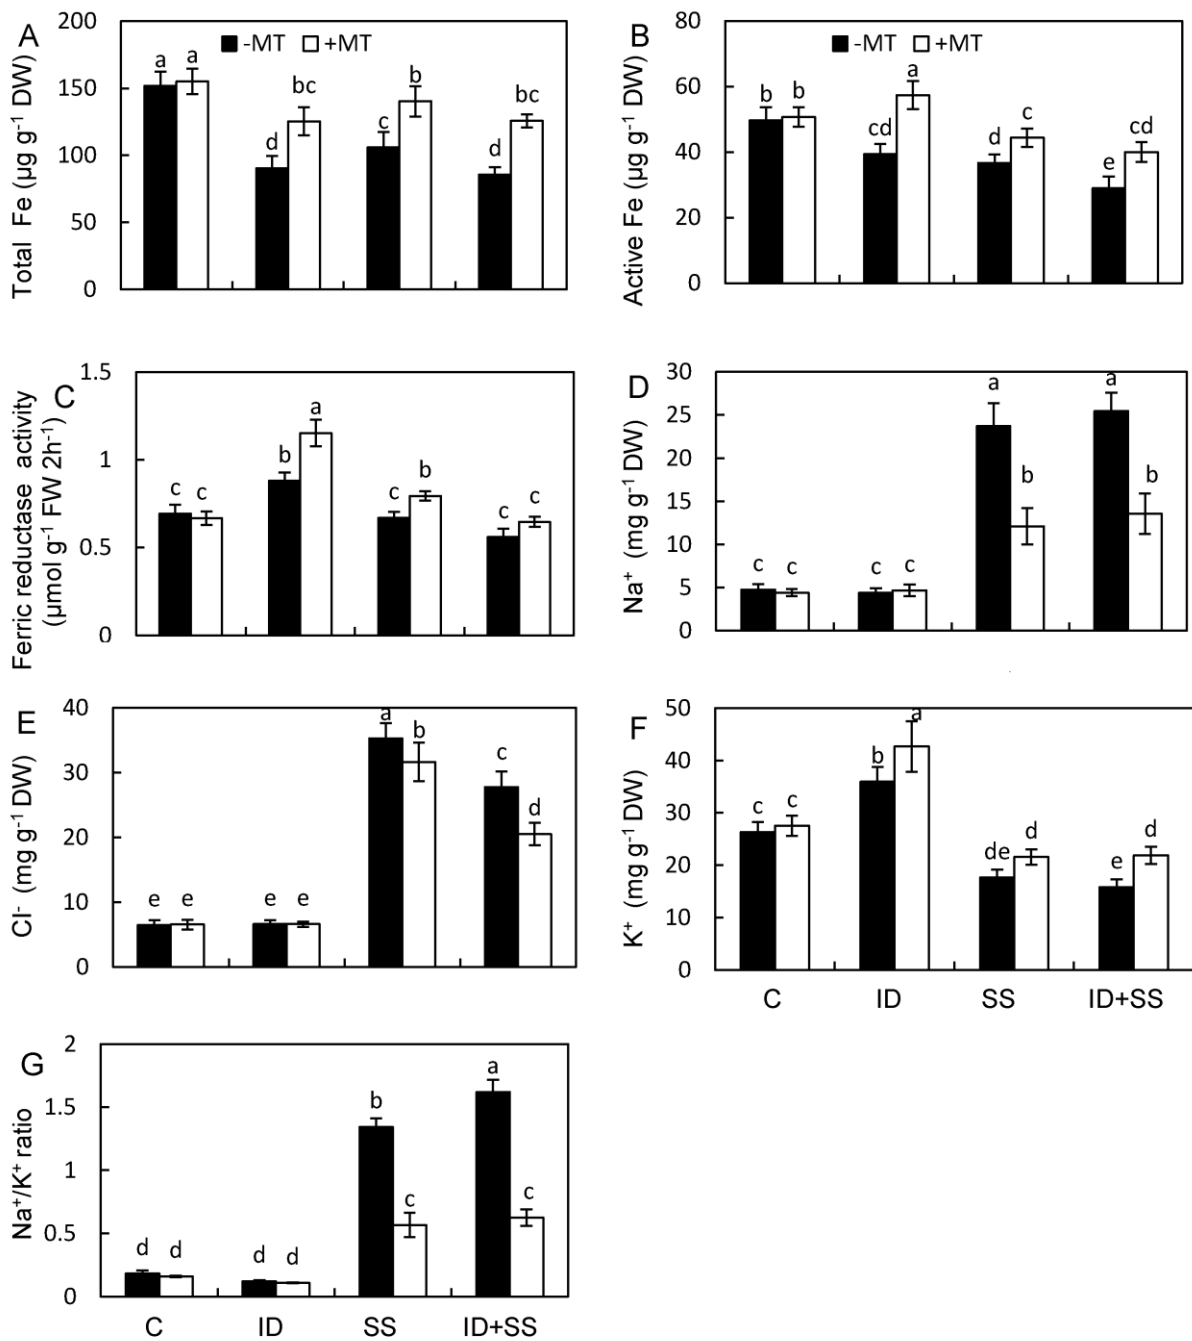 A
Total Fe (µg g⁻¹ DW)
200
150
100
50
0
-MT +MT
a a d bc c b d bc
B
Active Fe (µg g⁻¹ DW)
80
60
40
20
0
-MT +MT
b b cd a d c e cd
C
Ferric reductase activity
(µmol g⁻¹ FW 2h⁻¹)
1.5
1
0.5
0
c c b a c b c c
D
Na⁺ (mg g⁻¹ DW)
30
25
20
15
10
5
0
c c c c a b a b
E
Cl⁻ (mg g⁻¹ DW)
40
30
20
10
0
e e e e a b c d
F
K⁺ (mg g⁻¹ DW)
50
40
30
20
10
0
c c b a de d e d
C ID SS ID+SS
G
Na⁺/K⁺ ratio
2
1.5
1
0.5
0
d d d d b c a c
C ID SS ID+SS